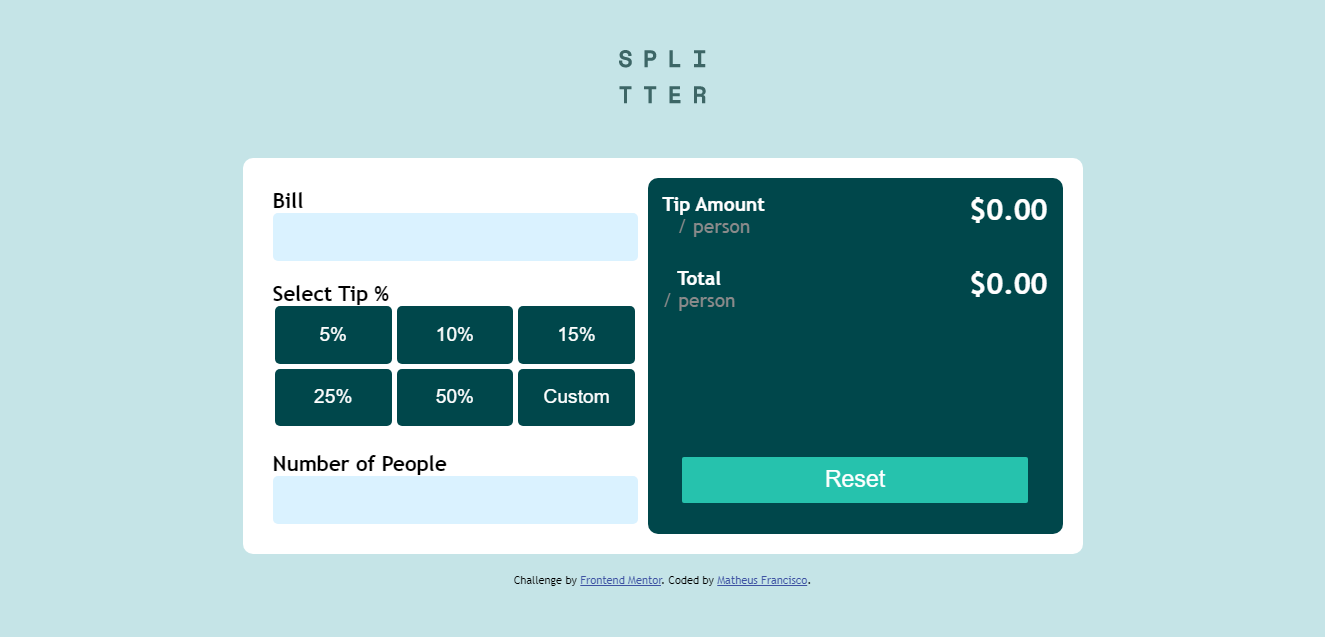 SPLI
TTER
Bill
Select Tip %
5% 10% 15%
25% 50% Custom
Number of People
Tip Amount $0.00
/ person
Total $0.00
/ person
Reset
Challenge by Frontend Mentor. Coded by Matheus Francisco.